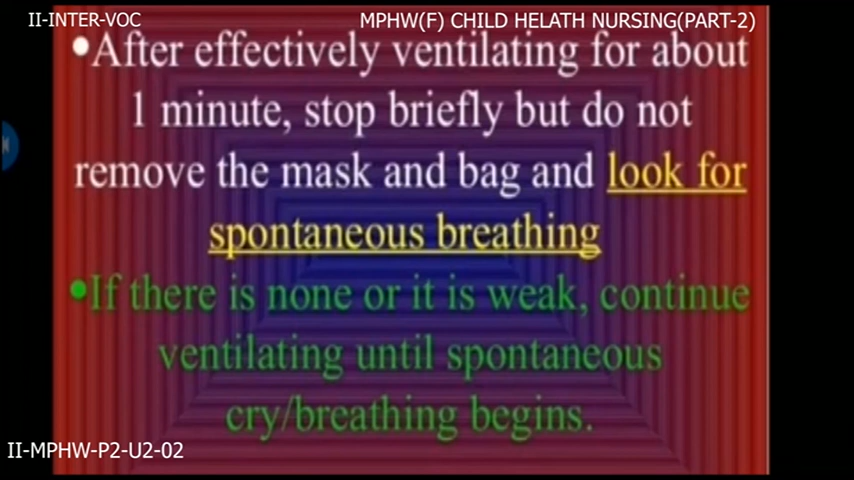 II-INTER-VOC
MPHW(F) CHILD HELATH NURSING(PART-2)
•After effectively ventilating for about
1 minute, stop briefly but do not
remove the mask and bag and look for
spontaneous breathing
•If there is none or it is weak, continue
ventilating until spontaneous
cry/breathing begins.
II-MPHW-P2-U2-02